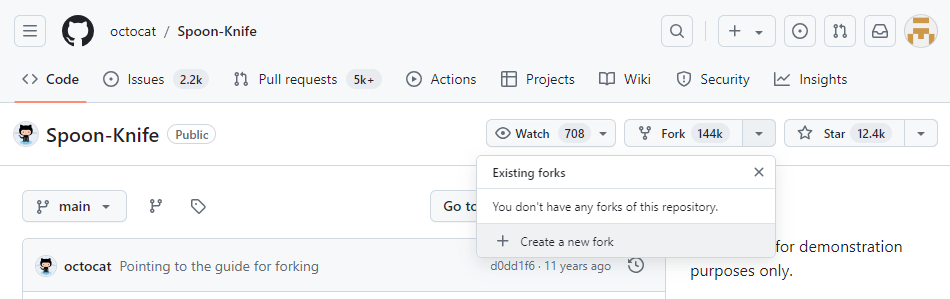 octocat / Spoon-Knife
Code Issues 2.2k Pull requests 5k+ Actions Projects Wiki Security Insights
Spoon-Knife Public Watch 708 Fork 144k Star 12.4k
Existing forks
You don't have any forks of this repository.
Create a new fork
main Go to
for demonstration
purposes only.
octocat Pointing to the guide for forking d0dd1f6 · 11 years ago